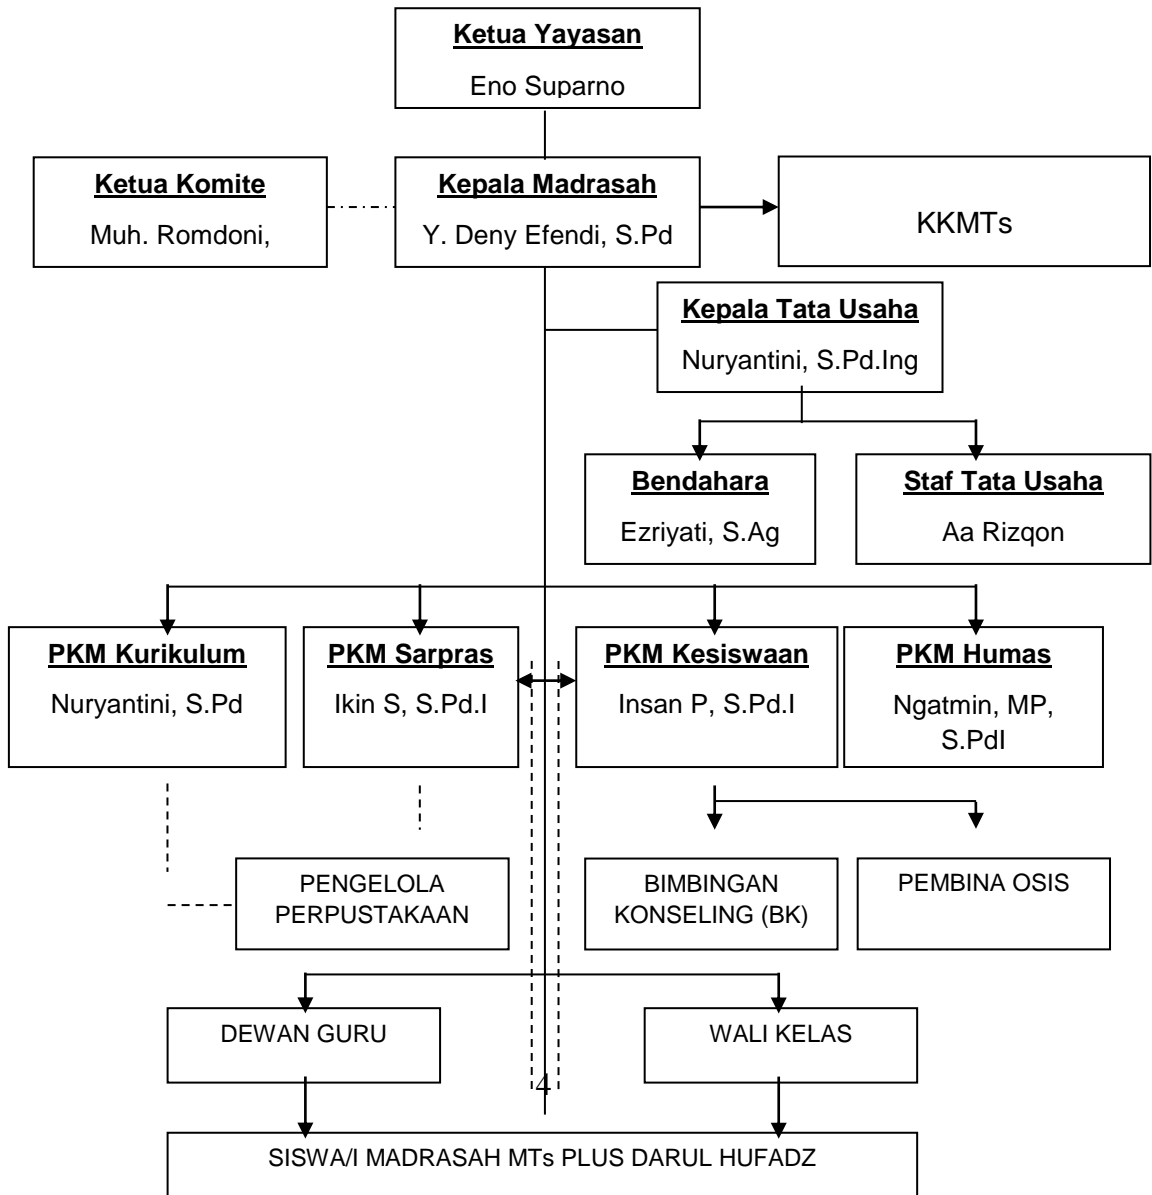 Ketua Yayasan
Eno Suparno
Ketua Komite
Muh. Romdoni,
Kepala Madrasah
Y. Deny Efendi, S.Pd
KKMTs
Kepala Tata Usaha
Nuryantini, S.Pd.Ing
Bendahara
Ezriyati, S.Ag
Staf Tata Usaha
Aa Rizqon
PKM Kurikulum
Nuryantini, S.Pd
PKM Sarpras
Ikin S, S.Pd.I
PKM Kesiswaan
Insan P, S.Pd.I
PKM Humas
Ngatmin, MP,
S.PdI
PENGELOLA
PERPUSTAKAAN
BIMBINGAN
KONSELING (BK)
PEMBINA OSIS
DEWAN GURU
WALI KELAS
4
SISWA/I MADRASAH MTs PLUS DARUL HUFADZ